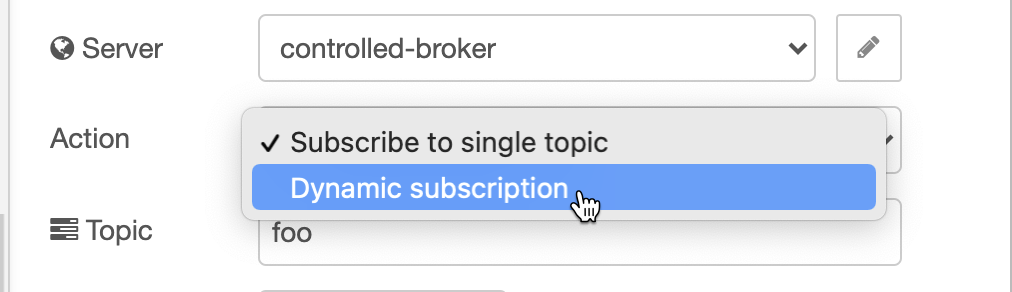 Server
controlled-broker
Action
✓ Subscribe to single topic
Dynamic subscription
Topic
foo